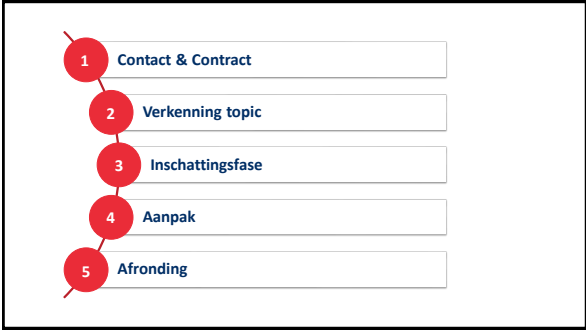 1 Contact & Contract
2 Verkenning topic
3 Inschattingsfase
4 Aanpak
5 Afronding